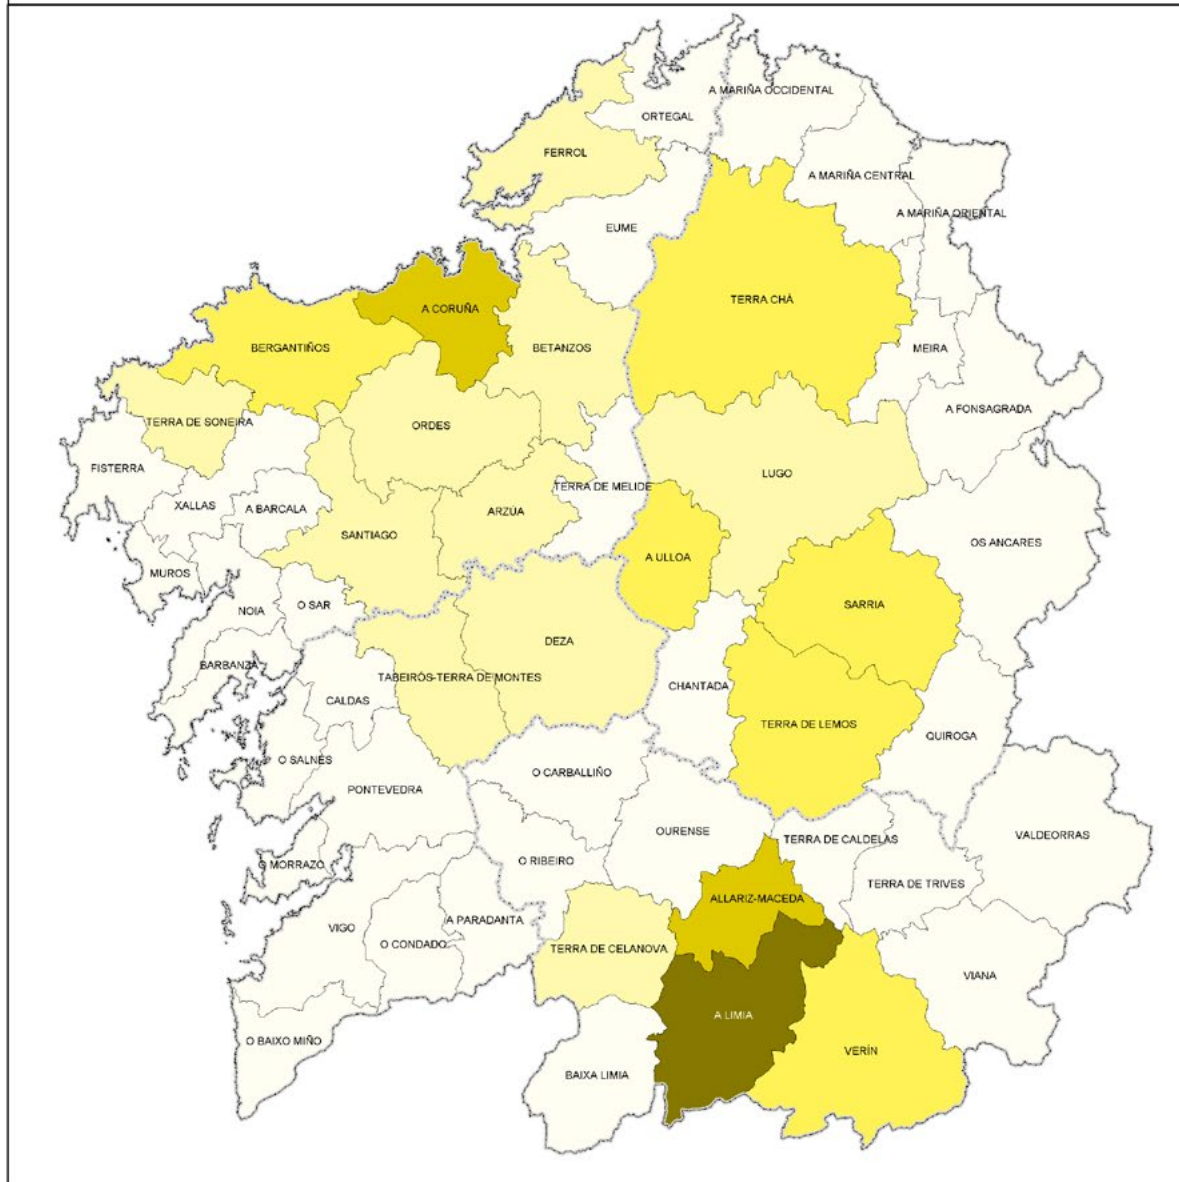 A MARIÑA OCCIDENTAL
ORTEGAL
FERROL
A MARIÑA CENTRAL
A MARIÑA ORIENTAL
EUME
TERRA CHÁ
A CORUÑA
BERGANTIÑOS
BETANZOS
MEIRA
A FONSAGRADA
TERRA DE SONEIRA
ORDES
FISTERRA
LUGO
TERRA DE MELIDE
XALLAS
A BARCALA
ARZÚA
SANTIAGO
OS ANCARES
A ULLOA
MUROS
O SAR
SARRIA
NOIA
DEZA
BARBANZA
TABEIRÓS-TERRA DE MONTES
CHANTADA
CALDAS
TERRA DE LEMOS
QUIROGA
O SALNÉS
O CARBALLIÑO
PONTEVEDRA
OURENSE
VALDEORRAS
TERRA DE CALDELAS
O RIBEIRO
O MORRAZO
TERRA DE TRIVES
ALLARIZ-MACEDA
A PARADANTA
VIGO
O CONDADO
TERRA DE CELANOVA
VIANA
A LIMIA
O BAIXO MIÑO
VERÍN
BAIXA LIMIA